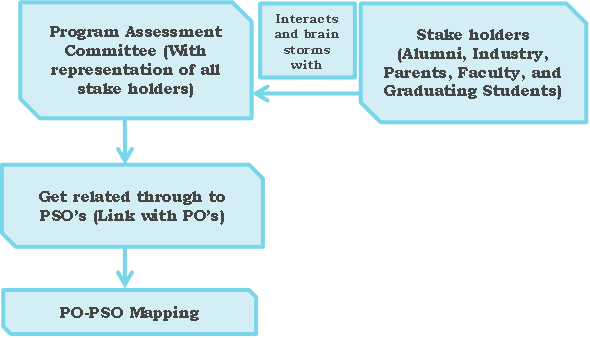 Program Assessment
Committee (With
representation of all
stake holders)
Interacts
and brain
storms
with
Stake holders
(Alumni, Industry,
Parents, Faculty, and
Graduating Students)
Get related through to
PSO's (Link with PO's)
PO-PSO Mapping